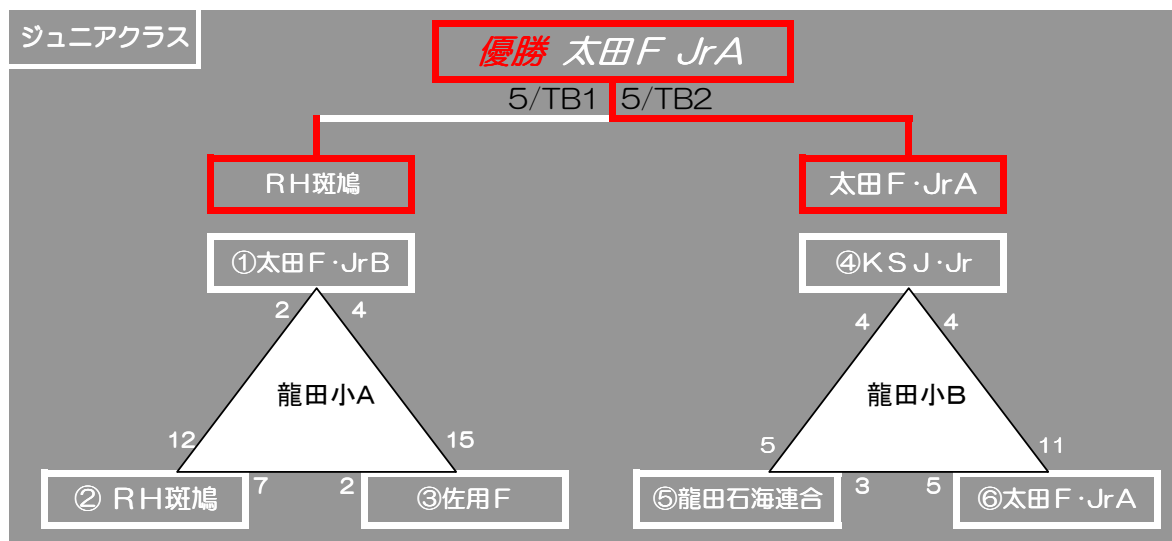 ジュニアクラス
優勝 太田F JrA
5/TB1 5/TB2
RH斑鳩 太田F·JrA
①太田F·JrB ④KSJ·Jr
2 4 4 4
龍田小A 龍田小B
12 15 5 11
② RH斑鳩 7 2 ③佐用F ⑤龍田石海連合 3 5 ⑥太田F·JrA